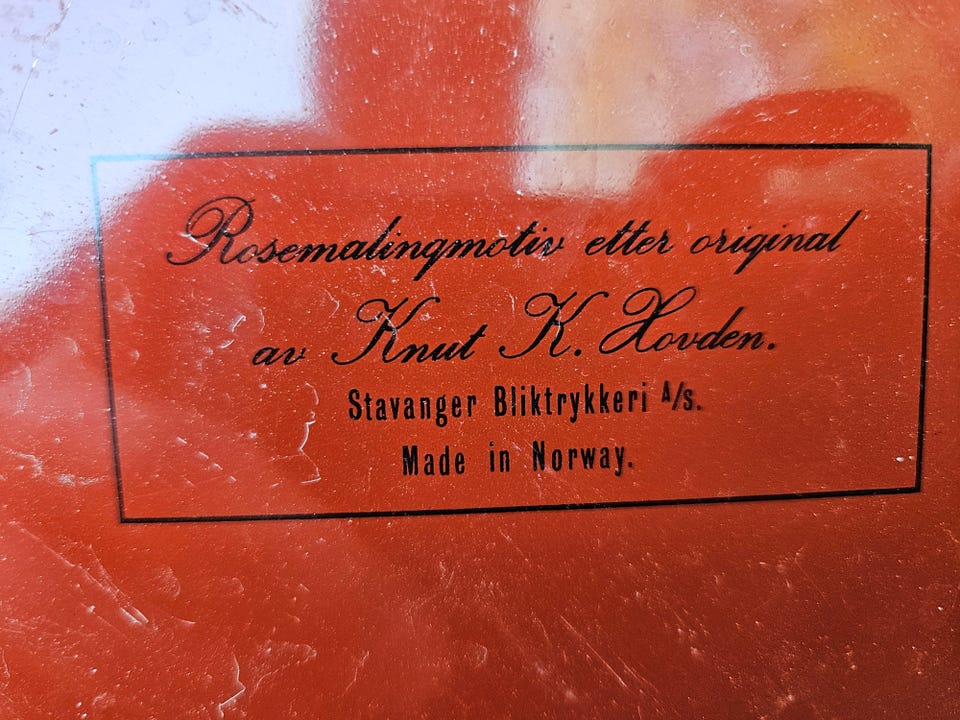 Rosemalingmotiv etter original
av Knut K. Hovden.
Stavanger Bliktrykkeri A/s.
Made in Norway.